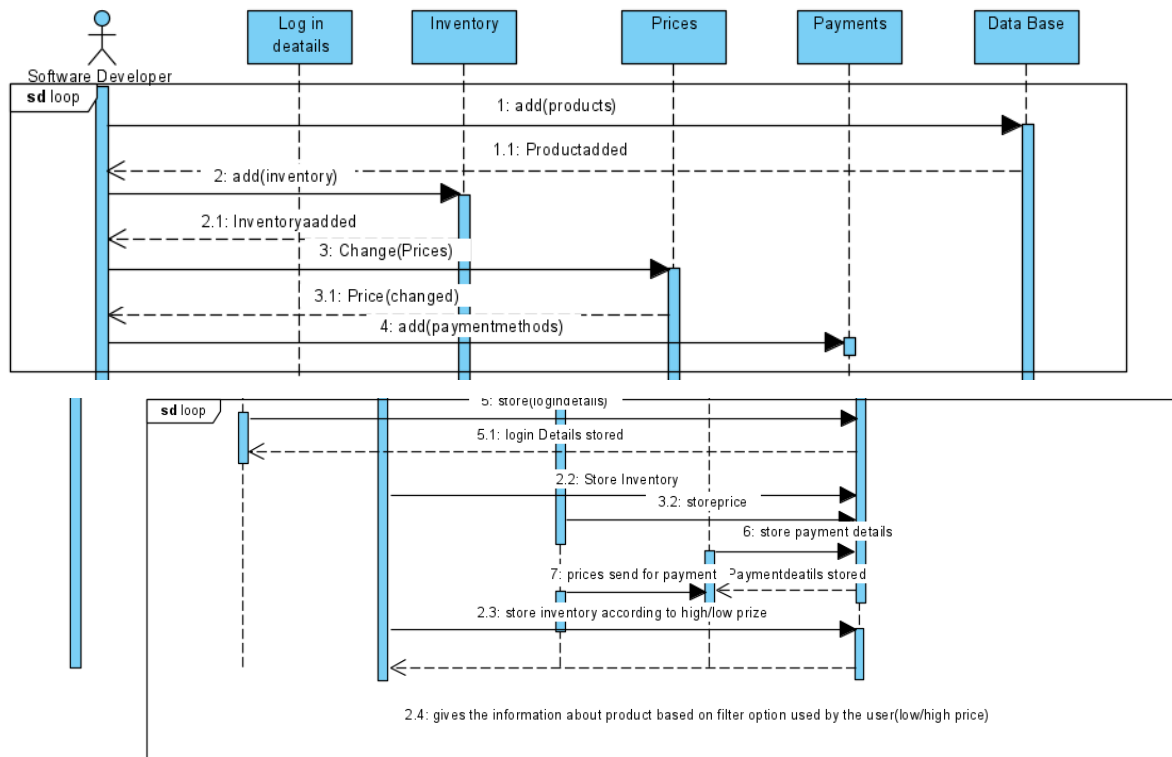 Log in
deatails
Inventory
Prices
Payments
Data Base
Software Developer
sd loop
1: add(products)
1.1: Productadded
2: add(inventory)
2.1: Inventoryaadded
3: Change(Prices)
3.1: Price(changed)
4: add(paymentmethods)
sd loop
5: store(logindetails)
5.1: login Details stored
2.2: Store Inventory
3.2: storeprice
6: store payment details
7: prices send for payment
Paymentdeatils stored
2.3: store inventory according to high/low prize
2.4: gives the information about product based on filter option used by the user(low/high price)